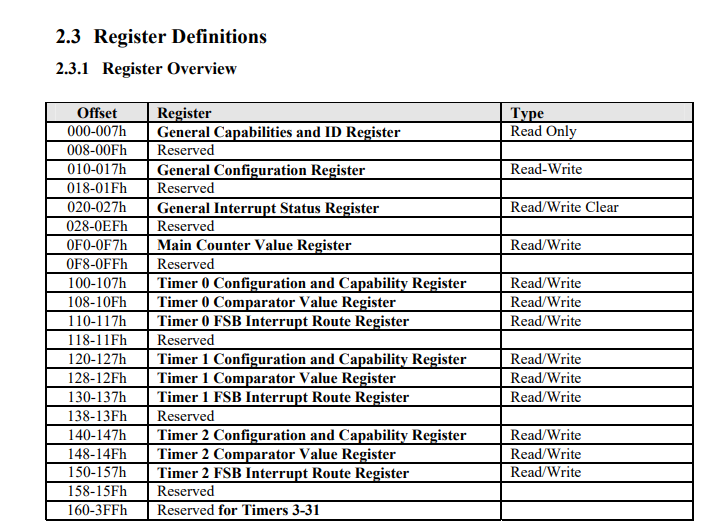 2.3 Register Definitions
2.3.1 Register Overview
Offset Register Type
000-007h General Capabilities and ID Register Read Only
008-00Fh Reserved
010-017h General Configuration Register Read-Write
018-01Fh Reserved
020-027h General Interrupt Status Register Read/Write Clear
028-0EFh Reserved
0F0-0F7h Main Counter Value Register Read/Write
0F8-0FFh Reserved
100-107h Timer 0 Configuration and Capability Register Read/Write
108-10Fh Timer 0 Comparator Value Register Read/Write
110-117h Timer 0 FSB Interrupt Route Register Read/Write
118-11Fh Reserved
120-127h Timer 1 Configuration and Capability Register Read/Write
128-12Fh Timer 1 Comparator Value Register Read/Write
130-137h Timer 1 FSB Interrupt Route Register Read/Write
138-13Fh Reserved
140-147h Timer 2 Configuration and Capability Register Read/Write
148-14Fh Timer 2 Comparator Value Register Read/Write
150-157h Timer 2 FSB Interrupt Route Register Read/Write
158-15Fh Reserved
160-3FFh Reserved for Timers 3-31